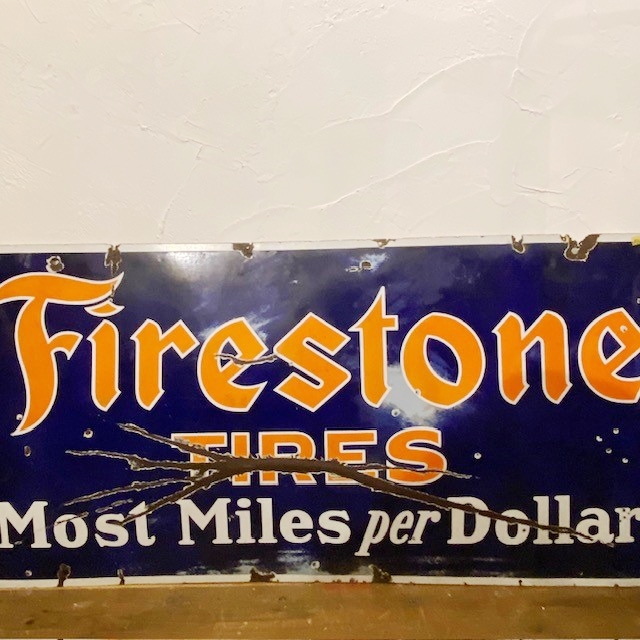 Firestone
TIRES
Most Miles per Dollar